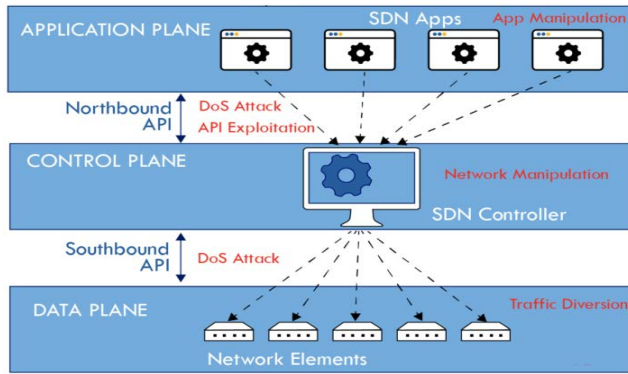 APPLICATION PLANE
SDN Apps
App Manipulation
Northbound
API
DoS Attack
API Exploitation
CONTROL PLANE
Network Manipulation
SDN Controller
Southbound
API
DoS Attack
DATA PLANE
Traffic Diversion
Network Elements